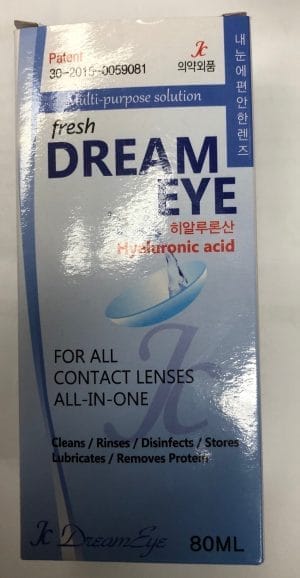 Patent
30-2015-0059081
Jc
의약외품
내 눈에 편안한 렌즈
Multi-purpose solution
fresh
DREAM
EYE
히알루론산
Hyaluronic acid
Jc
FOR ALL
CONTACT LENSES
ALL-IN-ONE
Cleans / Rinses / Disinfects / Stores
Lubricates / Removes Protein
Jc DreamEye
80ML